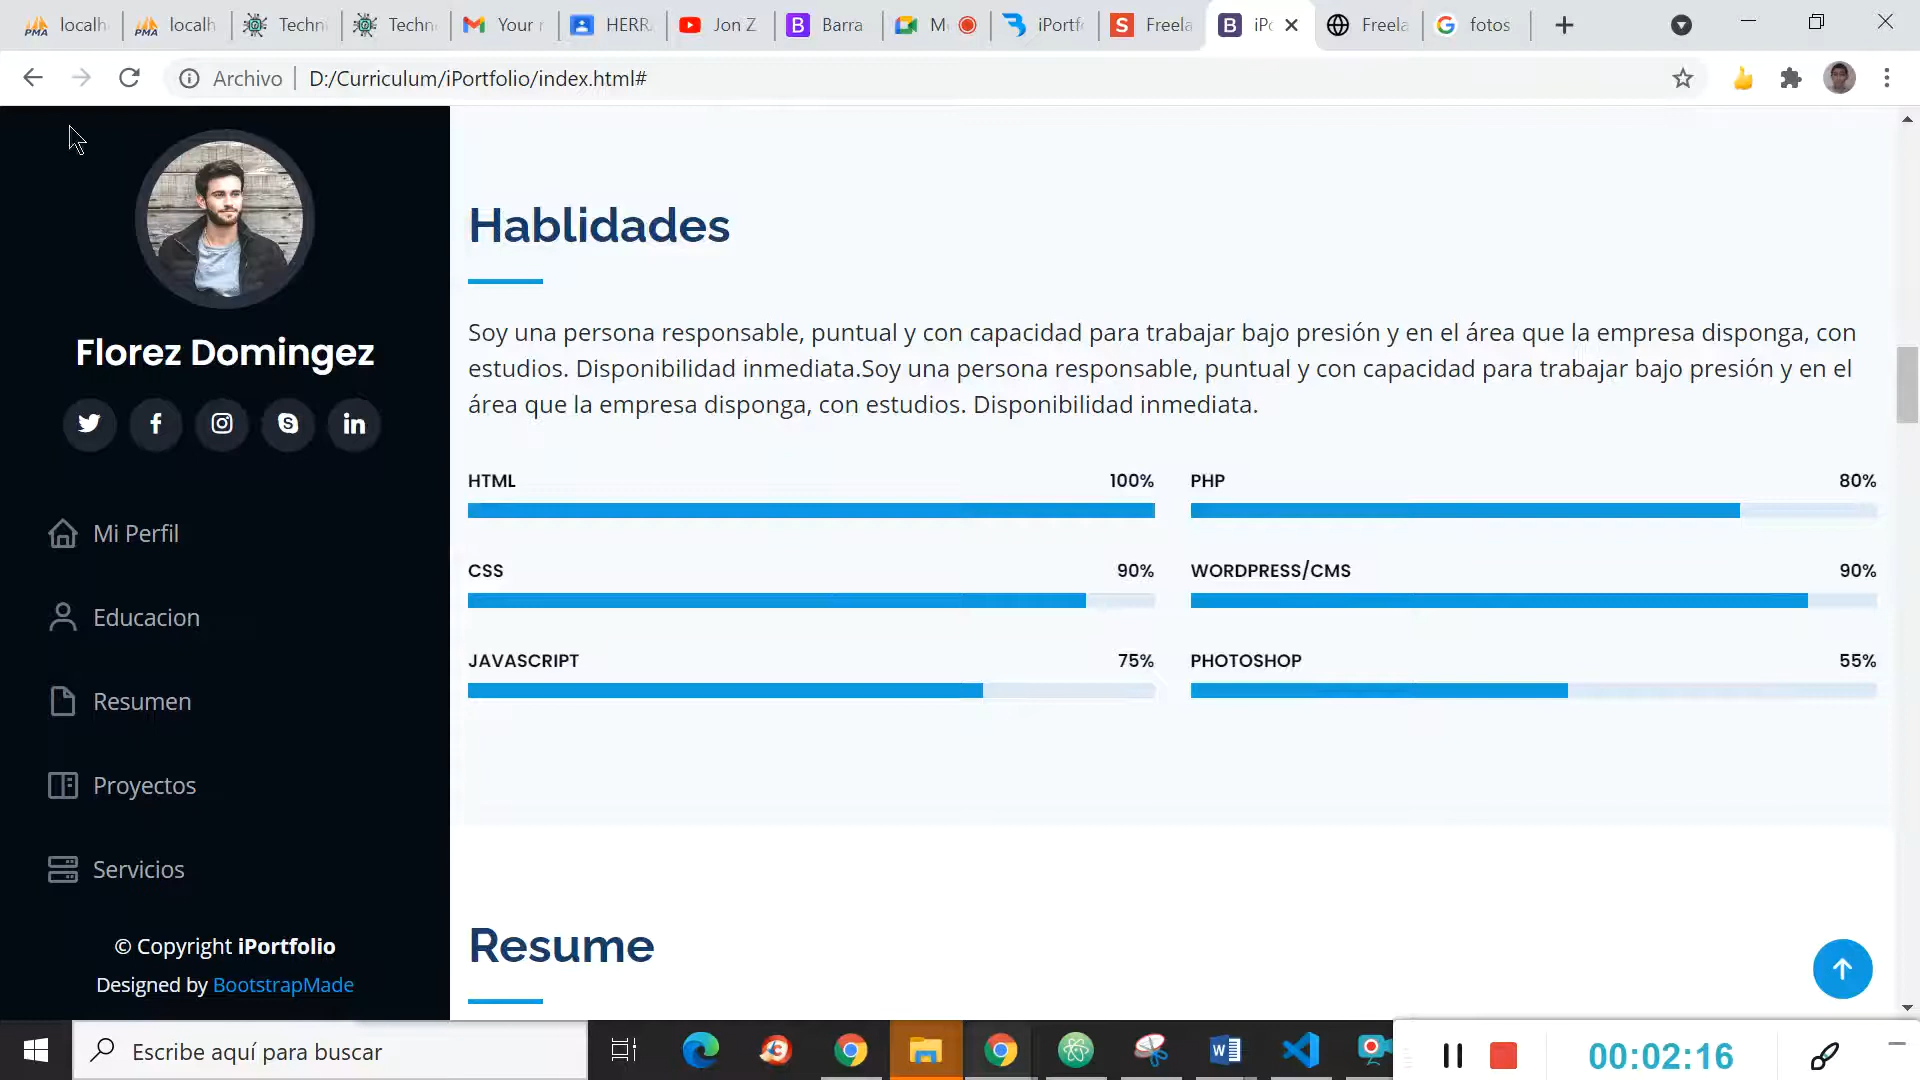 localh
localh
Techn
Techn
Your r
HERR
Jon Z
Barra
M
iPortf
Freela
iPo
Freela
fotos
Archivo
D:/Curriculum/iPortfolio/index.html#
Florez Domingez
Mi Perfil
Educacion
Resumen
Proyectos
Servicios
© Copyright iPortfolio
Designed by BootstrapMade
Hablidades
Soy una persona responsable, puntual y con capacidad para trabajar bajo presión y en el área que la empresa disponga, con
estudios. Disponibilidad inmediata.Soy una persona responsable, puntual y con capacidad para trabajar bajo presión y en el
área que la empresa disponga, con estudios. Disponibilidad inmediata.
HTML 100%
PHP 80%
CSS 90%
WORDPRESS/CMS 90%
JAVASCRIPT 75%
PHOTOSHOP 55%
Resume
Escribe aquí para buscar
00:02:16